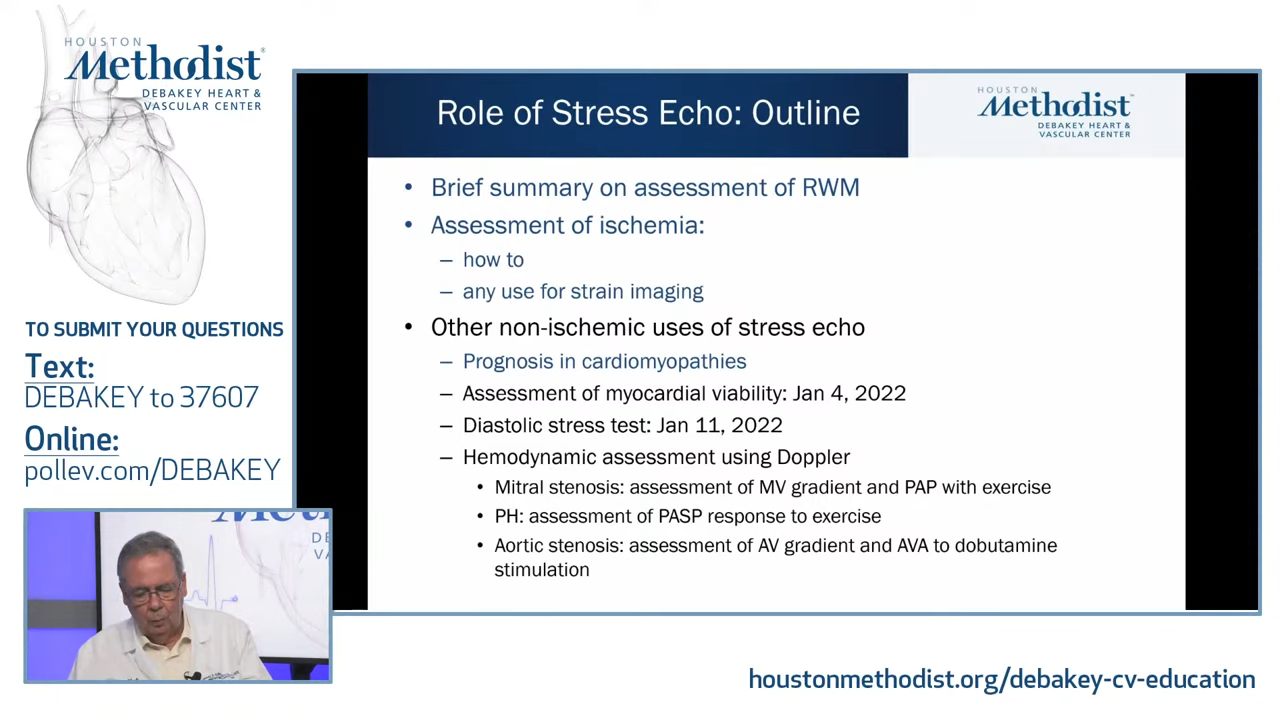 HOUSTON
Methodist
DEBAKEY HEART &
VASCULAR CENTER
TO SUBMIT YOUR QUESTIONS
Text:
DEBAKEY to 37607
Online:
pollev.com/DEBAKEY
Role of Stress Echo: Outline
HOUSTON
Methodist
DEBAKEY HEART &
VASCULAR CENTER
• Brief summary on assessment of RWM
• Assessment of ischemia:
– how to
– any use for strain imaging
• Other non-ischemic uses of stress echo
– Prognosis in cardiomyopathies
– Assessment of myocardial viability: Jan 4, 2022
– Diastolic stress test: Jan 11, 2022
– Hemodynamic assessment using Doppler
• Mitral stenosis: assessment of MV gradient and PAP with exercise
• PH: assessment of PASP response to exercise
• Aortic stenosis: assessment of AV gradient and AVA to dobutamine
stimulation
houstonmethodist.org/debakey-cv-education